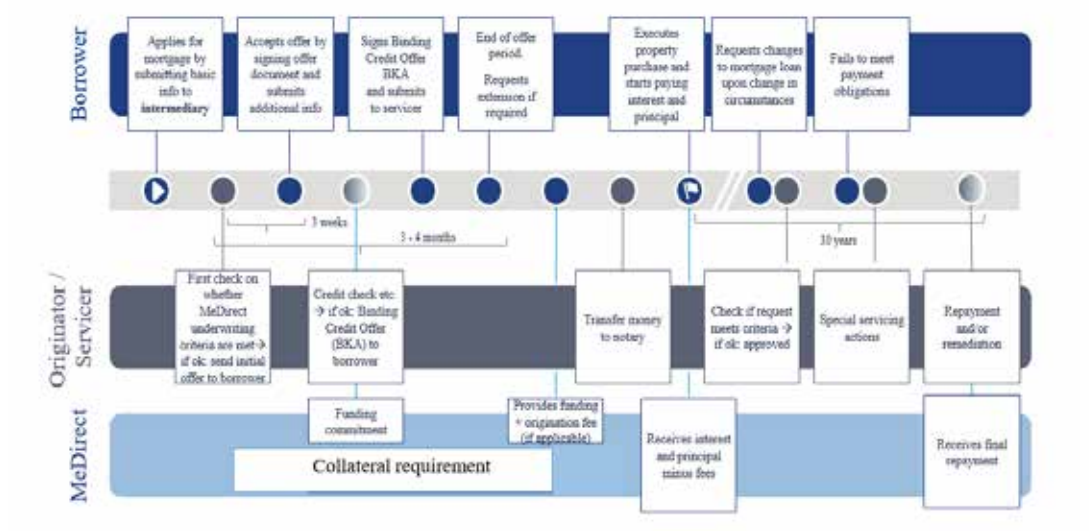 Borrower
Applies for
mortgage by
submitting basic
info to
intermediary
Accepts offer by
signing offer
document and
submits
additional info
Signs Binding
Credit Offer
BKA
and submits
to servicer
End of offer
period.
Requests
extension if
required
Executes
property
purchase and
starts paying
interest and
principal
Requests changes
to mortgage loan
upon change in
circumstances
Fails to meet
payment
obligations
3 weeks
3 - 4 months
30 years
Originator /
Servicer
First check on
whether
MeDirect
underwriting
criteria are met→
if ok: send initial
offer to borrower
Credit check etc.
→ if ok: Binding
Credit Offer
(BKA) to
borrower
Transfer money
to notary
Check if request
meets criteria →
if ok: approved
Special servicing
actions
Repayment
and/or
remediation
MeDirect
Funding
commitment
Collateral requirement
Provides funding
+ origination fee
(if applicable)
Receives interest
and principal
minus fees
Receives final
repayment